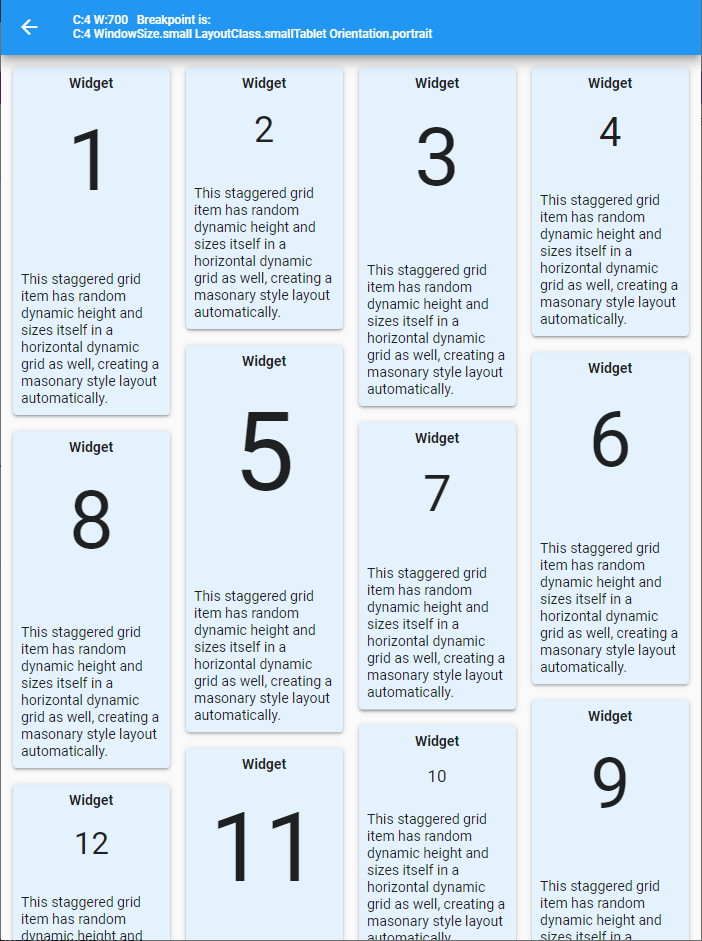 C:4 W:700 Breakpoint is:
C:4 WindowSize.small LayoutClass.smallTablet Orientation.portrait
Widget
1
This staggered grid
item has random
dynamic height and
sizes itself in a
horizontal dynamic
grid as well, creating a
masonary style layout
automatically.
Widget
2
This staggered grid
item has random
dynamic height and
sizes itself in a
horizontal dynamic
grid as well, creating a
masonary style layout
automatically.
Widget
3
This staggered grid
item has random
dynamic height and
sizes itself in a
horizontal dynamic
grid as well, creating a
masonary style layout
automatically.
Widget
4
This staggered grid
item has random
dynamic height and
sizes itself in a
horizontal dynamic
grid as well, creating a
masonary style layout
automatically.
Widget
5
This staggered grid
item has random
dynamic height and
sizes itself in a
horizontal dynamic
grid as well, creating a
masonary style layout
automatically.
Widget
6
This staggered grid
item has random
dynamic height and
sizes itself in a
horizontal dynamic
grid as well, creating a
masonary style layout
automatically.
Widget
7
This staggered grid
item has random
dynamic height and
sizes itself in a
horizontal dynamic
grid as well, creating a
masonary style layout
automatically.
Widget
8
This staggered grid
item has random
dynamic height and
sizes itself in a
horizontal dynamic
grid as well, creating a
masonary style layout
automatically.
Widget
9
This staggered grid
item has random
dynamic height and
sizes itself in a
Widget
10
This staggered grid
item has random
dynamic height and
sizes itself in a
horizontal dynamic
grid as well, creating a
masonary style layout
automatically.
Widget
11
Widget
12
This staggered grid
item has random
dynamic height and